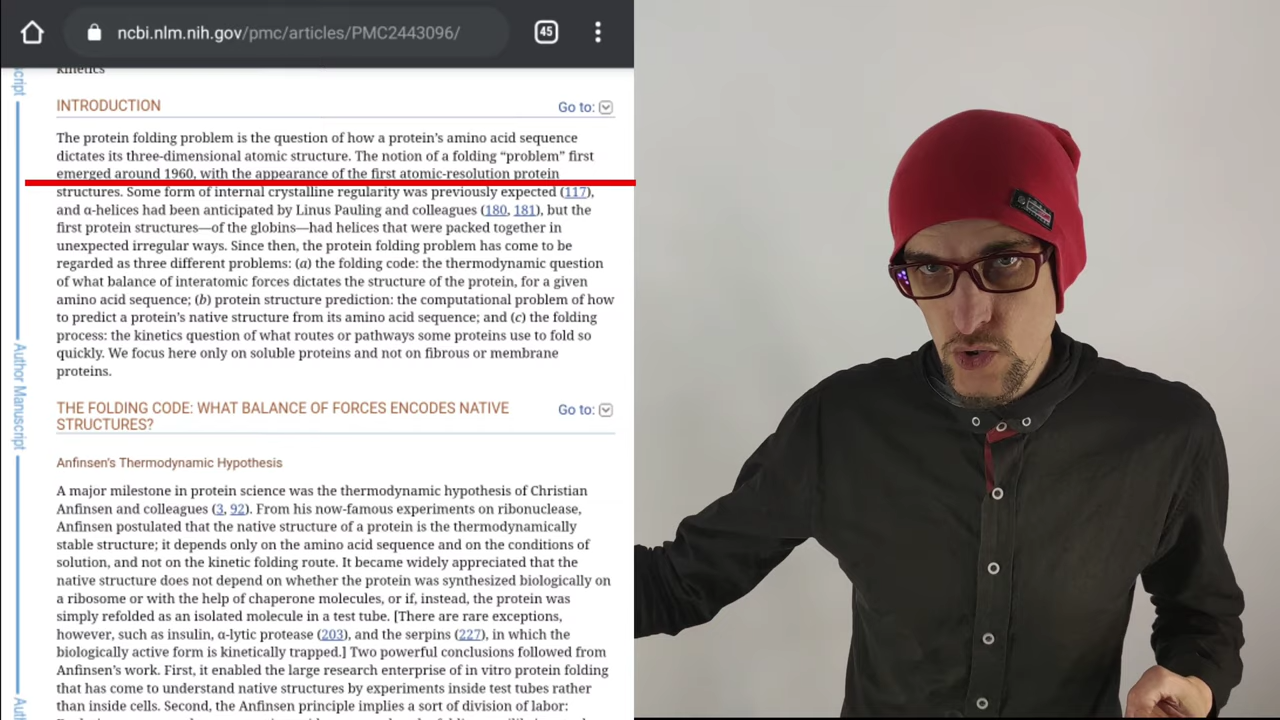 ncbi.nlm.nih.gov/pmc/articles/PMC2443096/
45
kinetics
INTRODUCTION
Go to:
The protein folding problem is the question of how a protein's amino acid sequence
dictates its three-dimensional atomic structure. The notion of a folding “problem” first
emerged around 1960, with the appearance of the first atomic-resolution protein
structures. Some form of internal crystalline regularity was previously expected (117),
and α-helices had been anticipated by Linus Pauling and colleagues (180, 181), but the
first protein structures—of the globins—had helices that were packed together in
unexpected irregular ways. Since then, the protein folding problem has come to be
regarded as three different problems: (a) the folding code: the thermodynamic question
of what balance of interatomic forces dictates the structure of the protein, for a given
amino acid sequence; (b) protein structure prediction: the computational problem of how
to predict a protein's native structure from its amino acid sequence; and (c) the folding
process: the kinetics question of what routes or pathways some proteins use to fold so
quickly. We focus here only on soluble proteins and not on fibrous or membrane
proteins.
Author Manuscript
THE FOLDING CODE: WHAT BALANCE OF FORCES ENCODES NATIVE
STRUCTURES?
Go to:
Anfinsen's Thermodynamic Hypothesis
A major milestone in protein science was the thermodynamic hypothesis of Christian
Anfinsen and colleagues (3, 92). From his now-famous experiments on ribonuclease,
Anfinsen postulated that the native structure of a protein is the thermodynamically
stable structure; it depends only on the amino acid sequence and on the conditions of
solution, and not on the kinetic folding route. It became widely appreciated that the
native structure does not depend on whether the protein was synthesized biologically on
a ribosome or with the help of chaperone molecules, or if, instead, the protein was
simply refolded as an isolated molecule in a test tube. [There are rare exceptions,
however, such as insulin, α-lytic protease (203), and the serpins (227), in which the
biologically active form is kinetically trapped.] Two powerful conclusions followed from
Anfinsen's work. First, it enabled the large research enterprise of in vitro protein folding
that has come to understand native structures by experiments inside test tubes rather
than inside cells. Second, the Anfinsen principle implies a sort of division of labor: